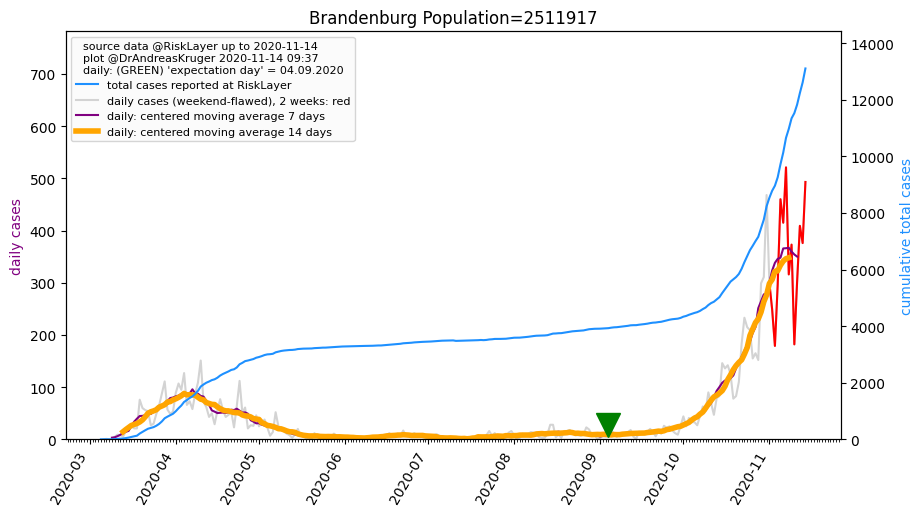 Brandenburg Population=2511917
source data @RiskLayer up to 2020-11-14
plot @DrAndreasKruger 2020-11-14 09:37
daily: (GREEN) 'expectation day' = 04.09.2020
total cases reported at RiskLayer
daily cases (weekend-flawed), 2 weeks: red
daily: centered moving average 7 days
daily: centered moving average 14 days
daily cases
700
600
500
400
300
200
100
0
14000
12000
10000
8000
6000
4000
2000
0
cumulative total cases
2020-03
2020-04
2020-05
2020-06
2020-07
2020-08
2020-09
2020-10
2020-11